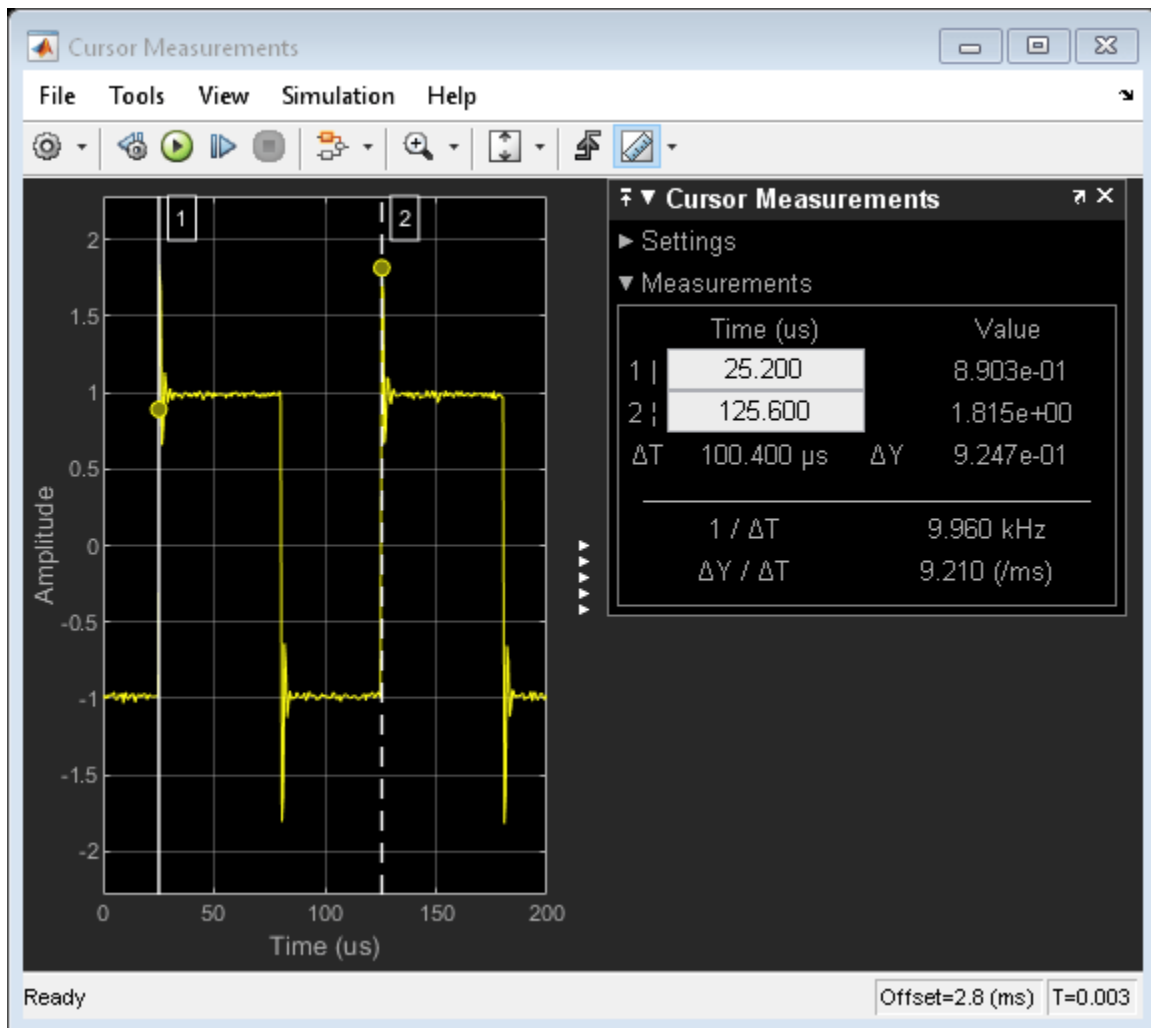 Cursor Measurements
File Tools View Simulation Help
1 2
2
1.5
1
0.5
0
-0.5
-1
-1.5
-2
Amplitude
0 50 100 150 200
Time (us)
Cursor Measurements
Settings
Measurements
Time (us) Value
1 | 25.200 8.903e-01
2 ¦ 125.600 1.815e+00
ΔT 100.400 µs ΔY 9.247e-01
1 / ΔT 9.960 kHz
ΔY / ΔT 9.210 (/ms)
Ready Offset=2.8 (ms) T=0.003